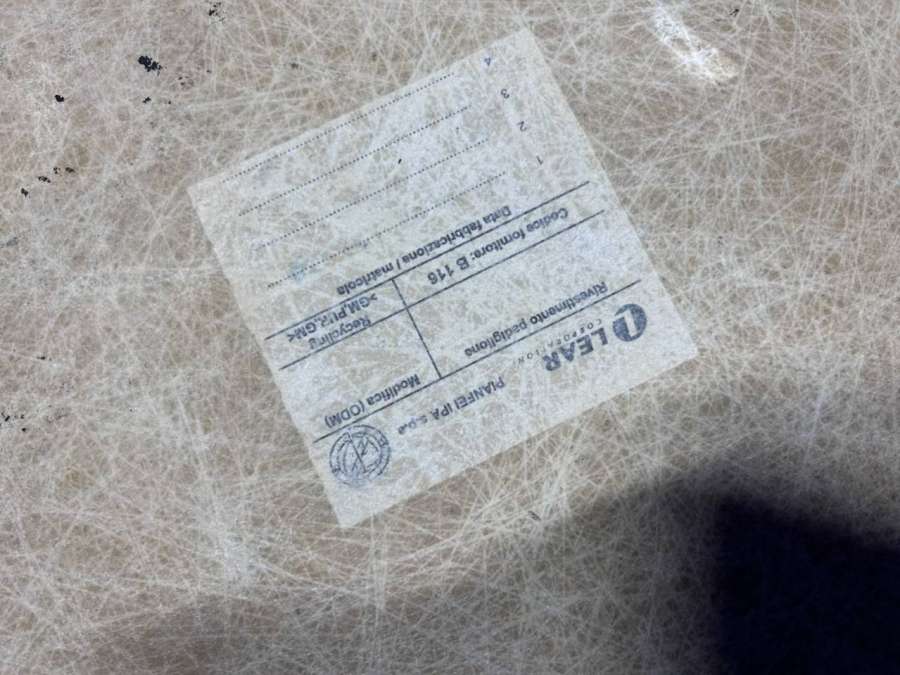 LEAR
CORPORATION
PIANFEI IPA s.p.a
Rivestimento padiglione
Modifica (ODM)
Codice fornitore: B 116
Recycling
>GM,PUR,GM<
Data fabbricazione / matricola
1
2
3
4